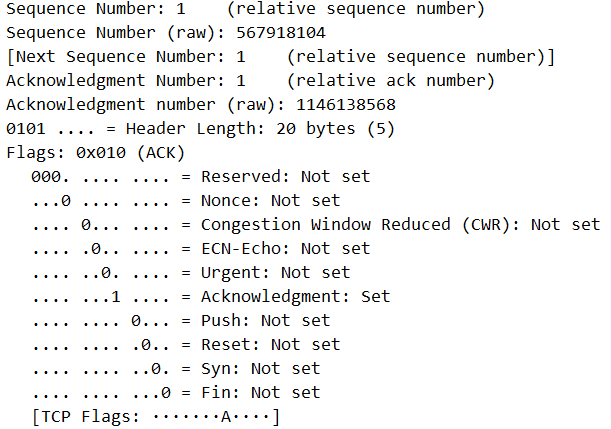 Sequence Number: 1    (relative sequence number)
Sequence Number (raw): 567918104
[Next Sequence Number: 1    (relative sequence number)]
Acknowledgment Number: 1    (relative ack number)
Acknowledgment number (raw): 1146138568
0101 .... = Header Length: 20 bytes (5)
Flags: 0x010 (ACK)
000. .... .... = Reserved: Not set
...0 .... .... = Nonce: Not set
.... 0... .... = Congestion Window Reduced (CWR): Not set
.... .0.. .... = ECN-Echo: Not set
.... ..0. .... = Urgent: Not set
.... ...1 .... = Acknowledgment: Set
.... .... 0... = Push: Not set
.... .... .0.. = Reset: Not set
.... .... ..0. = Syn: Not set
.... .... ...0 = Fin: Not set
[TCP Flags: ·······A····]